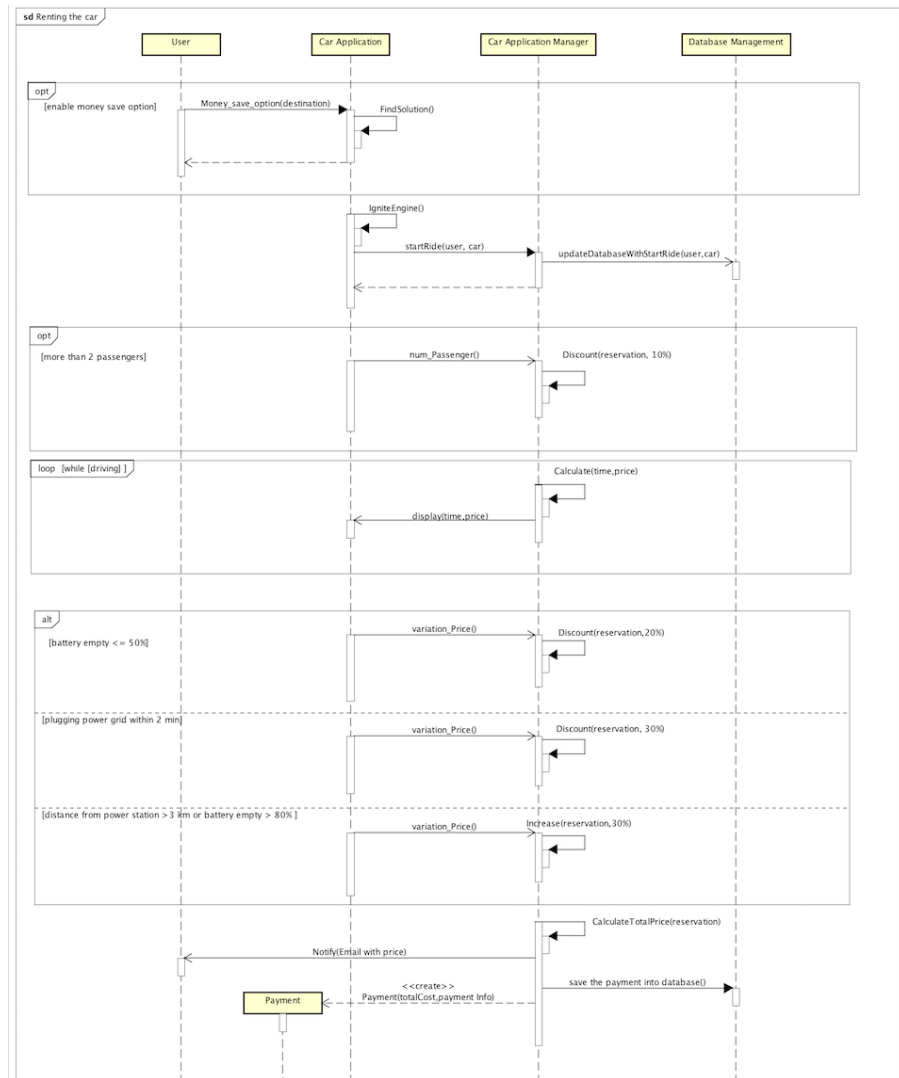 sd Renting the car
User
Car Application
Car Application Manager
Database Management
opt
[enable money save option]
Money_save_option(destination)
FindSolution()
IgniteEngine()
startRide(user, car)
updateDatabaseWithStartRide(user,car)
opt
[more than 2 passengers]
num_Passenger()
Discount(reservation, 10%)
loop [while [driving] ]
Calculate(time,price)
display(time,price)
alt
[battery empty <= 50%]
variation_Price()
Discount(reservation,20%)
[plugging power grid within 2 min]
variation_Price()
Discount(reservation, 30%)
[distance from power station >3 km or battery empty > 80% ]
variation_Price()
Increase(reservation,30%)
CalculateTotalPrice(reservation)
Notify(Email with price)
save the payment into database()
<<create>>
Payment(totalCost,payment Info)
Payment